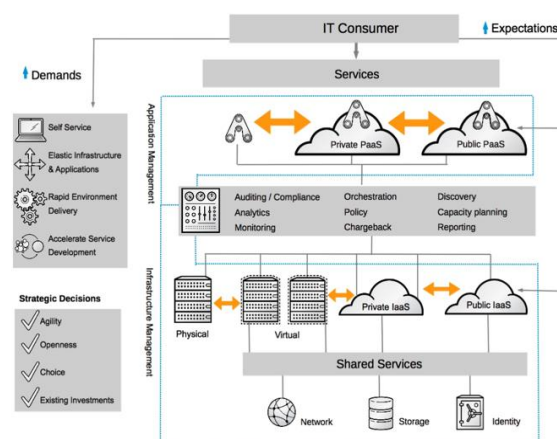 IT Consumer
Expectations
Demands
Services
Self Service
Elastic Infrastructure
& Applications
Rapid Environment
Delivery
Accelerate Service
Development
Strategic Decisions
Agility
Openness
Choice
Existing Investments
Application Management
Private PaaS
Public PaaS
Auditing / Compliance
Orchestration
Discovery
Analytics
Policy
Capacity planning
Monitoring
Chargeback
Reporting
Infrastructure Management
Physical
Virtual
Private IaaS
Public IaaS
Shared Services
Network
Storage
Identity